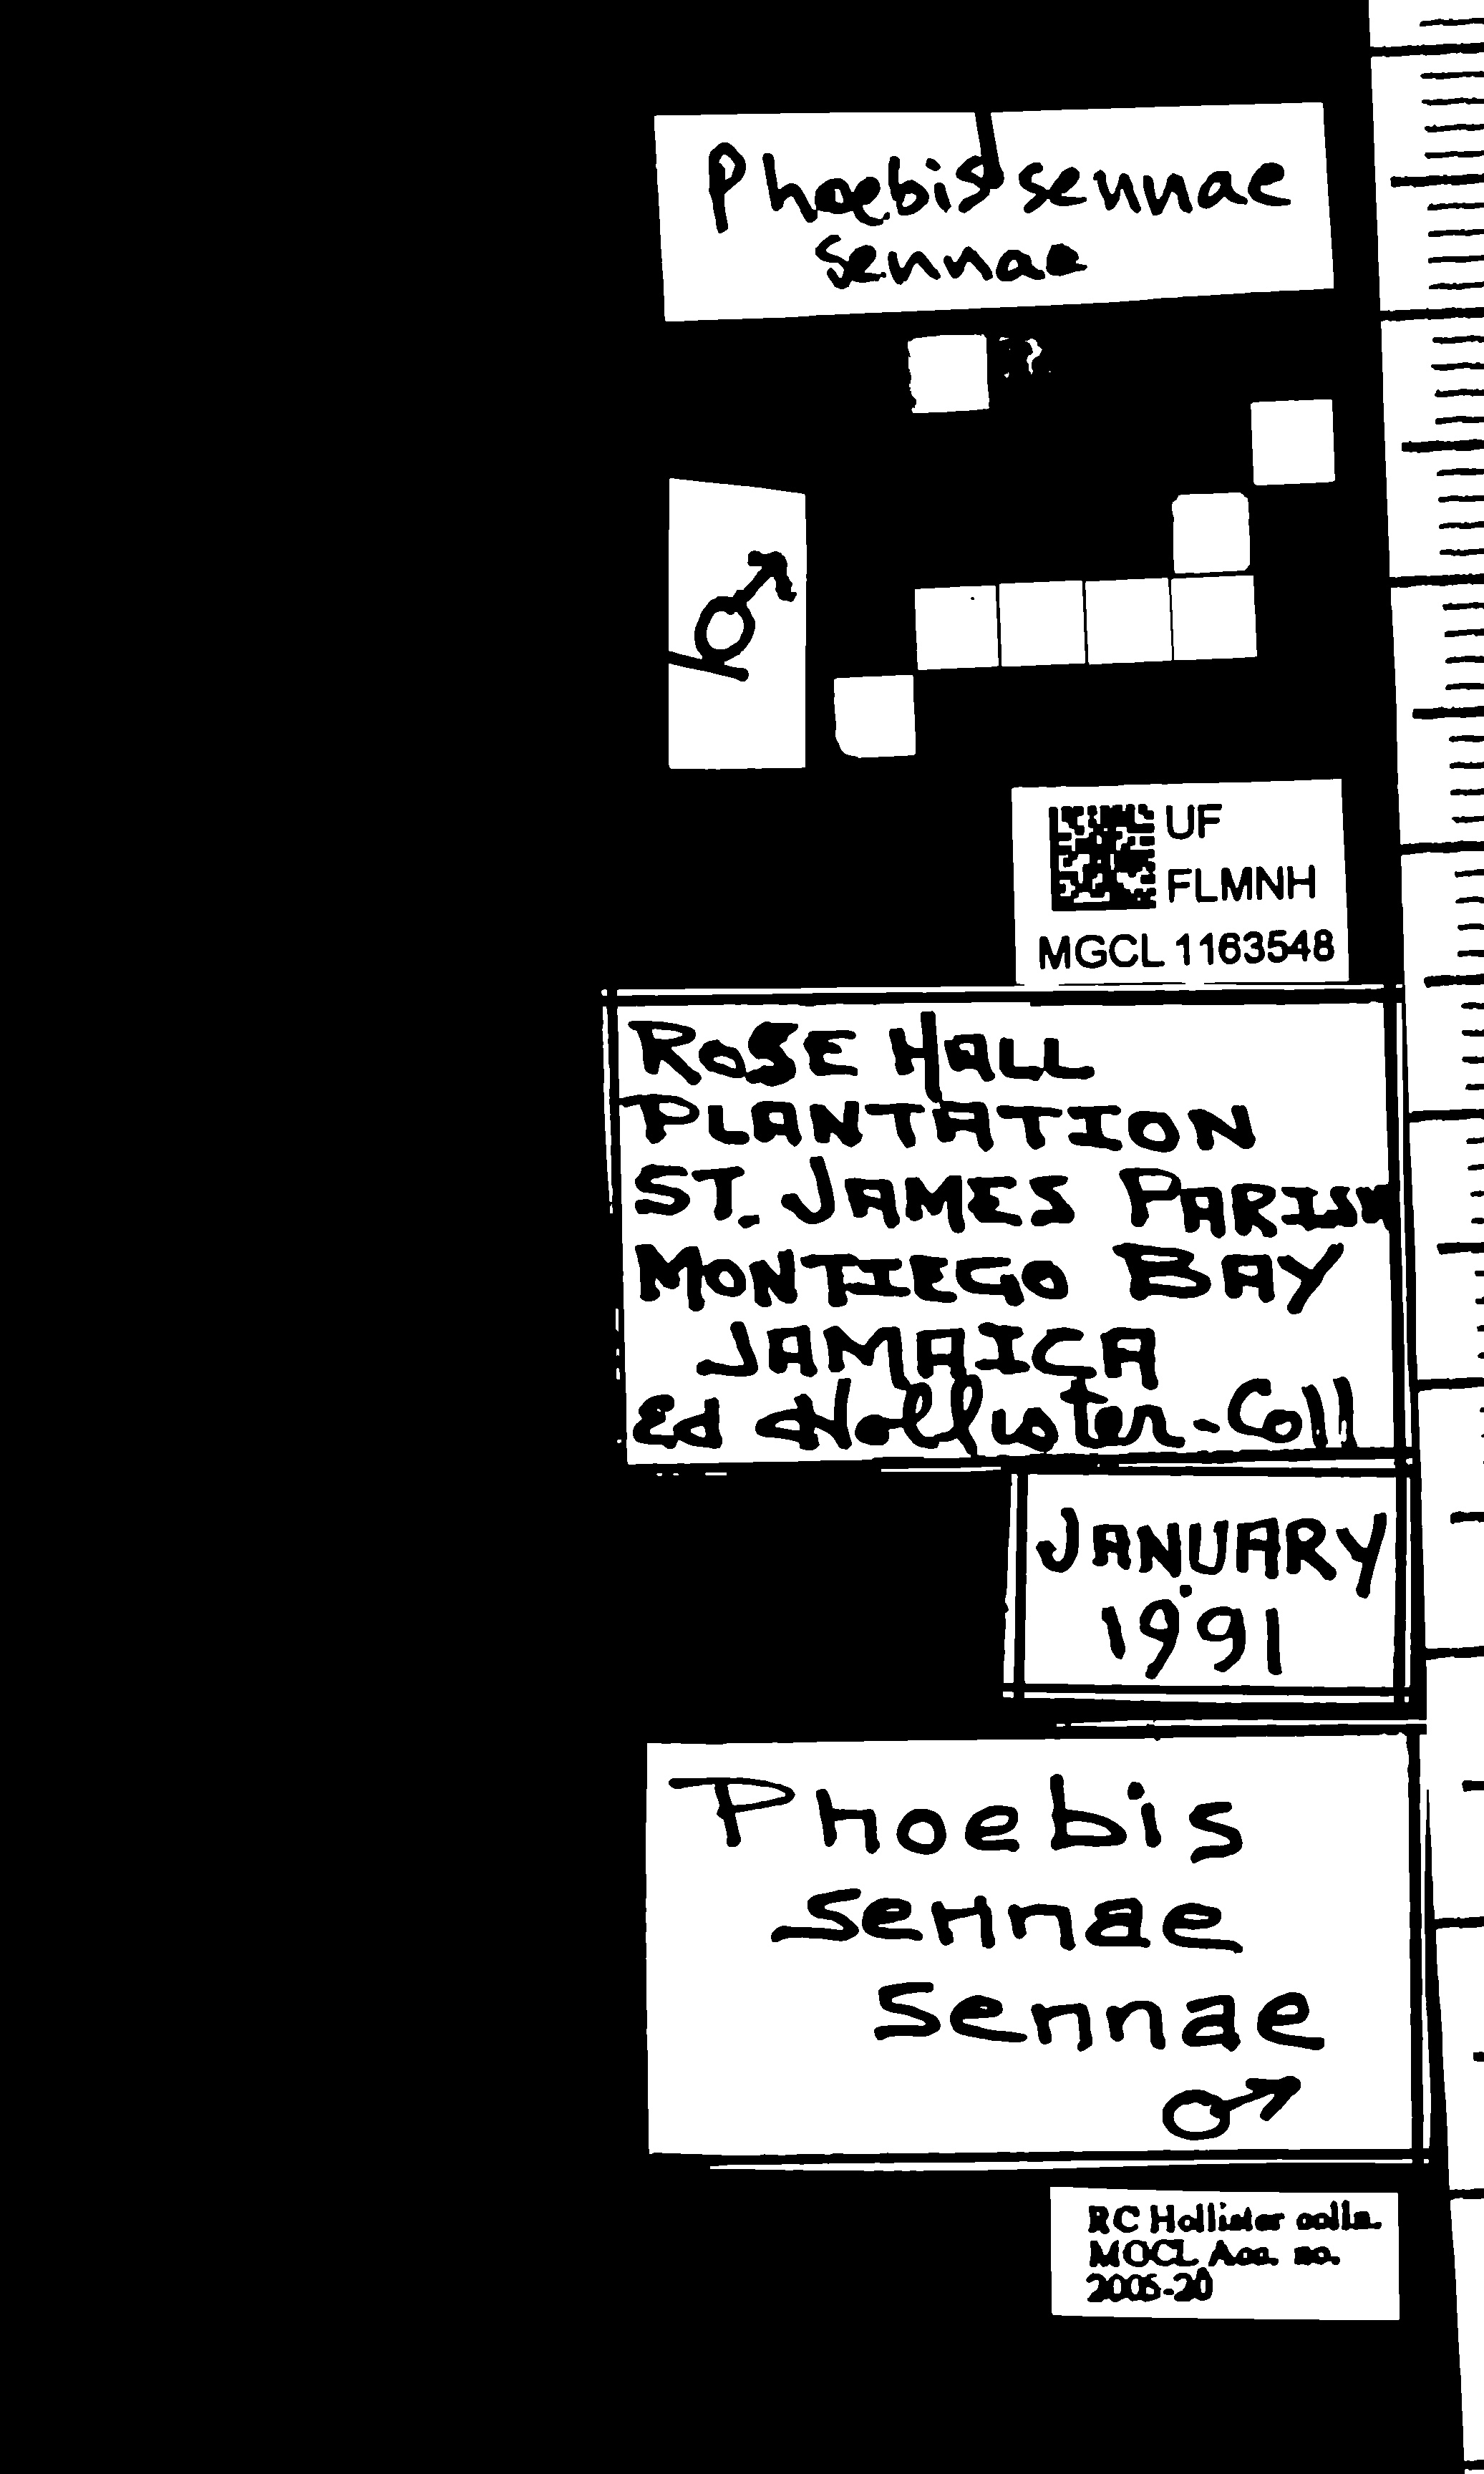 Phoebis sennae
sennae
♂
UF
FLMNH
MGCL 1163548
ROSE HALL
PLANTATION
ST. JAMES PARISH
MONTIEGO BAY
JAMAICA
Ed Hollister-Coll
JANUARY
1991
Phoebis
sennae
sennae
♂
RC Hollister colln.
MGCL Acc. no.
2005-20